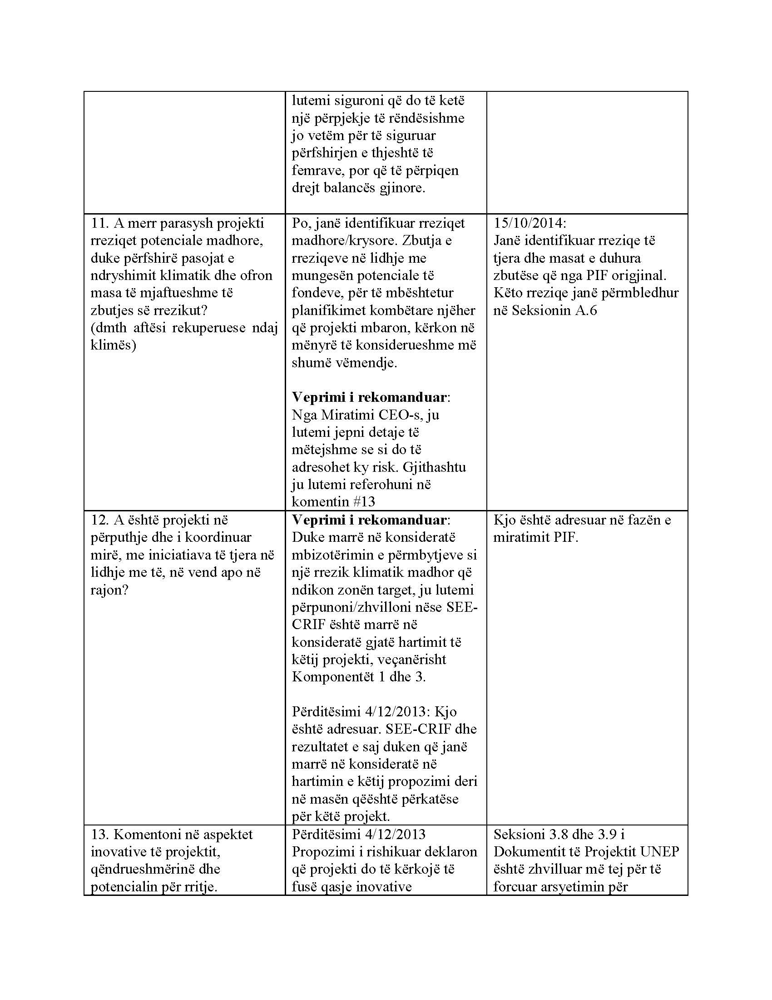 lutemi siguroni që do të ketë
një përpjekje të rëndësishme
jo vetëm për të siguruar
përfshirjen e thjeshtë të
femrave, por që të përpiqen
drejt balancës gjinore.
11. A merr parasysh projekti
rreziqet potenciale madhore,
duke përfshirë pasojat e
ndryshimit klimatik dhe ofron
masa të mjaftueshme të
zbutjes së rrezikut?
(dmth aftësi rekuperuese ndaj
klimës)
Po, janë identifikuar rreziqet
madhore/krysore. Zbutja e
rreziqeve në lidhje me
mungesën potenciale të
fondeve, për të mbështetur
planifikimet kombëtare njëher
që projekti mbaron, kërkon në
mënyrë të konsiderueshme më
shumë vëmendje.
Veprimi i rekomanduar:
Nga Miratimi CEO-s, ju
lutemi jepni detaje të
mëtejshme se si do të
adresohet ky risk. Gjithashtu
ju lutemi referohuni në
komentin #13
15/10/2014:
Janë identifikuar rreziqe të
tjera dhe masat e duhura
zbutëse që nga PIF origjinal.
Këto rreziqe janë përmbledhur
në Seksionin A.6
12. A është projekti në
përputhje dhe i koordinuar
mirë, me iniciatiava të tjera në
lidhje me të, në vend apo në
rajon?
Veprimi i rekomanduar:
Duke marrë në konsideratë
mbizotërimin e përmbytjeve si
një rrezik klimatik madhor që
ndikon zonën target, ju lutemi
përpunoni/zhvilloni nëse SEE-
CRIF është marrë në
konsideratë gjatë hartimit të
këtij projekti, veçanërisht
Komponentët 1 dhe 3.
Përditësimi 4/12/2013: Kjo
është adresuar. SEE-CRIF dhe
rezultatet e saj duken që janë
marrë në konsideratë në
hartimin e këtij propozimi deri
në masën qëështë përkatëse
për këtë projekt.
Kjo është adresuar në fazën e
miratimit PIF.
13. Komentoni në aspektet
inovative të projektit,
qëndrueshmërinë dhe
potencialin për rritje.
Përditësimi 4/12/2013
Propozimi i rishikuar deklaron
që projekti do të kërkojë të
fusë qasje inovative
Seksioni 3.8 dhe 3.9 i
Dokumentit të Projektit UNEP
është zhvilluar më tej për të
forcuar arsyetimin për